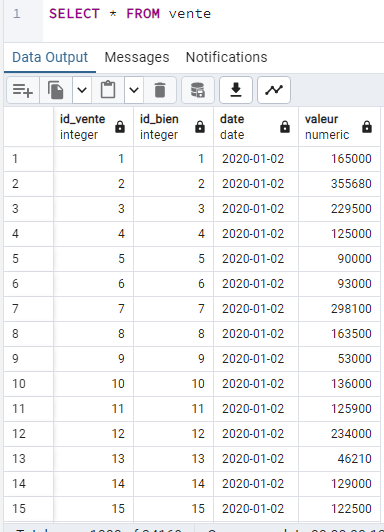 1 SELECT * FROM vente
Data Output Messages Notifications
id_vente integer id_bien integer date date valeur numeric
1 1 1 2020-01-02 165000
2 2 2 2020-01-02 355680
3 3 3 2020-01-02 229500
4 4 4 2020-01-02 125000
5 5 5 2020-01-02 90000
6 6 6 2020-01-02 93000
7 7 7 2020-01-02 298100
8 8 8 2020-01-02 163500
9 9 9 2020-01-02 53000
10 10 10 2020-01-02 136000
11 11 11 2020-01-02 125900
12 12 12 2020-01-02 234000
13 13 13 2020-01-02 46210
14 14 14 2020-01-02 129000
15 15 15 2020-01-02 122500